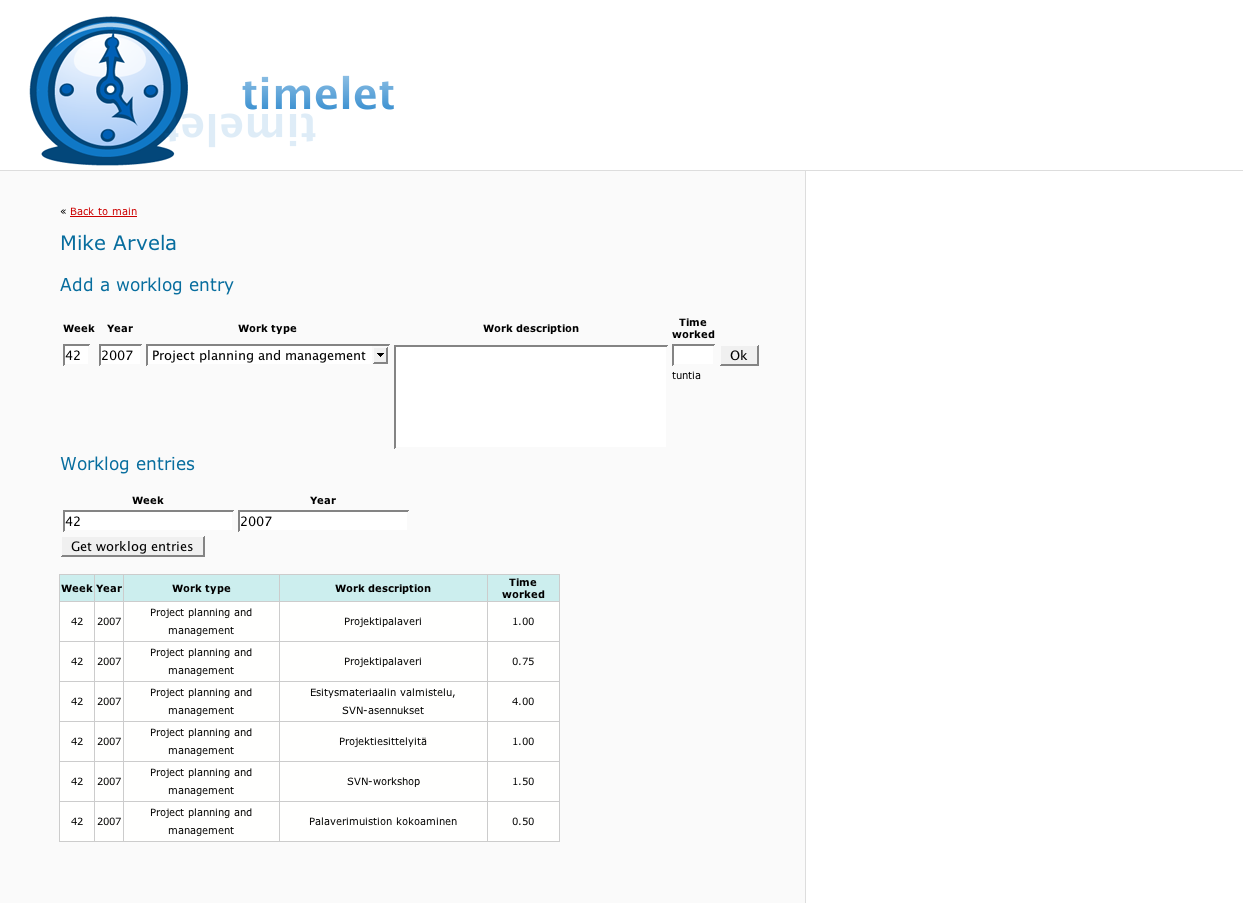 timelet
timelet
« Back to main
Mike Arvela
Add a worklog entry
Week Year Work type Work description Time worked
42 2007 Project planning and management Ok
tuntia
Worklog entries
Week Year
42 2007
Get worklog entries
Week Year Work type Work description Time worked
42 2007 Project planning and management Projektipalaveri 1.00
42 2007 Project planning and management Projektipalaveri 0.75
42 2007 Project planning and management Esitysmateriaalin valmistelu, SVN-asennukset 4.00
42 2007 Project planning and management Projektiesittelyitä 1.00
42 2007 Project planning and management SVN-workshop 1.50
42 2007 Project planning and management Palaverimuistion kokoaminen 0.50